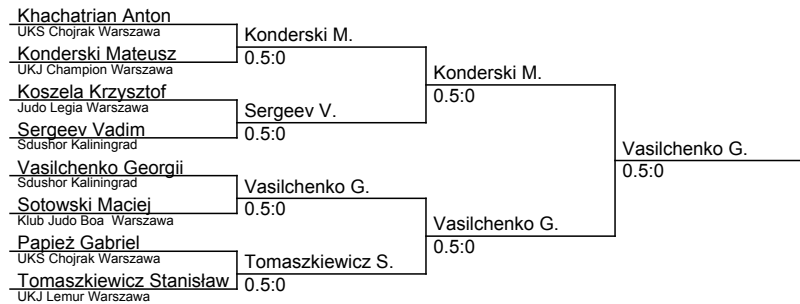 Khachatrian Anton
UKS Chojrak Warszawa
Konderski M.
0.5:0
Konderski Mateusz
UKJ Champion Warszawa
Konderski M.
0.5:0
Koszela Krzysztof
Judo Legia Warszawa
Sergeev V.
0.5:0
Sergeev Vadim
Sdushor Kaliningrad
Vasilchenko G.
0.5:0
Vasilchenko Georgii
Sdushor Kaliningrad
Vasilchenko G.
0.5:0
Sotowski Maciej
Klub Judo Boa  Warszawa
Vasilchenko G.
0.5:0
Papież Gabriel
UKS Chojrak Warszawa
Tomaszkiewicz S.
0.5:0
Tomaszkiewicz Stanisław
UKJ Lemur Warszawa